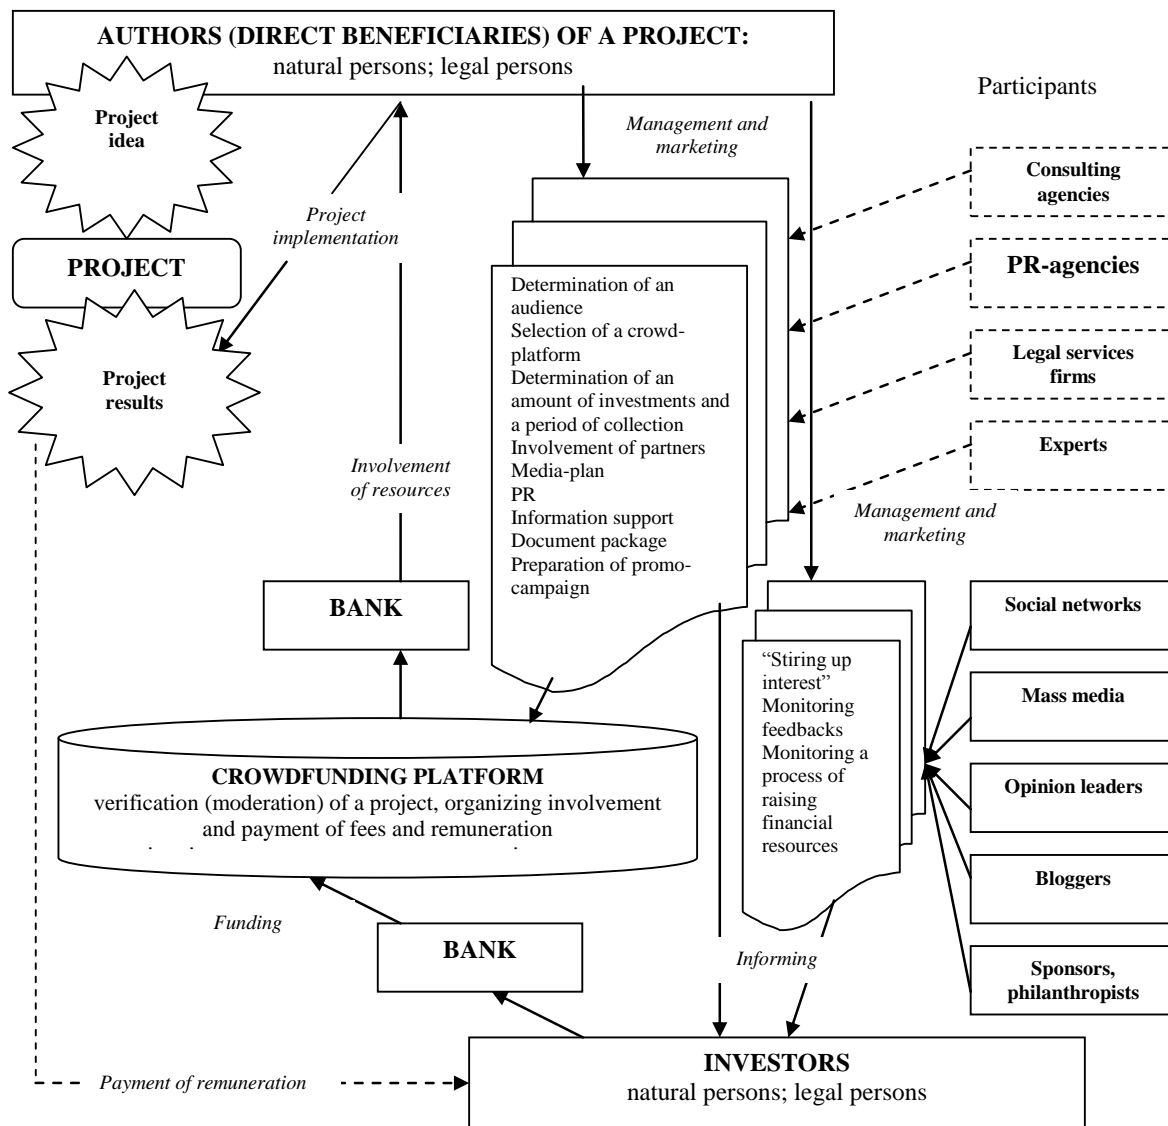 AUTHORS (DIRECT BENEFICIARIES) OF A PROJECT:
natural persons; legal persons
Project
idea
PROJECT
Project
results
Project
implementation
Management and
marketing
Participants
Consulting
agencies
PR-agencies
Legal services
firms
Experts
Determination of an
audience
Selection of a crowd-
platform
Determination of an
amount of investments and
a period of collection
Involvement of partners
Media-plan
PR
Information support
Document package
Preparation of promo-
campaign
Involvement
of resources
Management and
marketing
BANK
“Stiring up
interest”
Monitoring
feedbacks
Monitoring a
process of
raising
financial
resources
Social networks
Mass media
Opinion leaders
Bloggers
Sponsors,
philanthropists
CROWDFUNDING PLATFORM
verification (moderation) of a project, organizing involvement
and payment of fees and remuneration
Funding
BANK
Informing
INVESTORS
natural persons; legal persons
Payment of remuneration